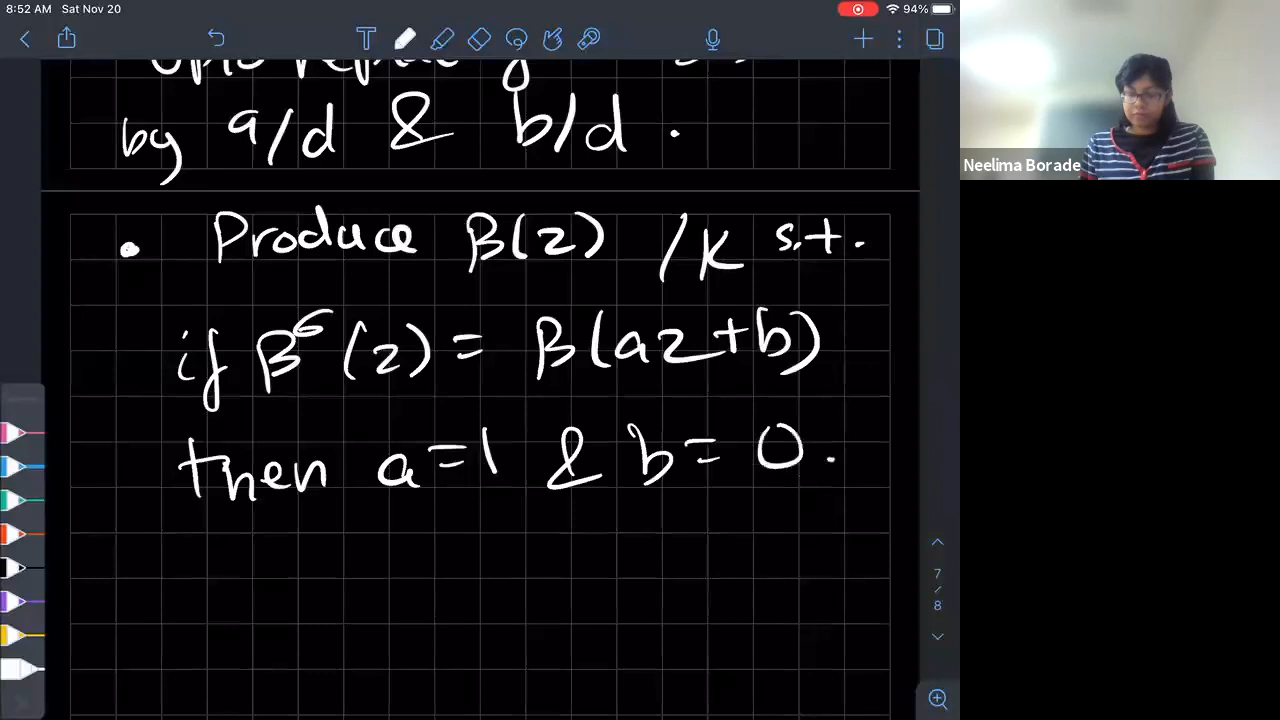 8:52 AM Sat Nov 20
94%
by a/d & b/d .
Neelima Borade
• Produce β(z) /K s.t.
if β^σ (z) = β(az+b)
then a=1 & b= 0 .
7
/
8